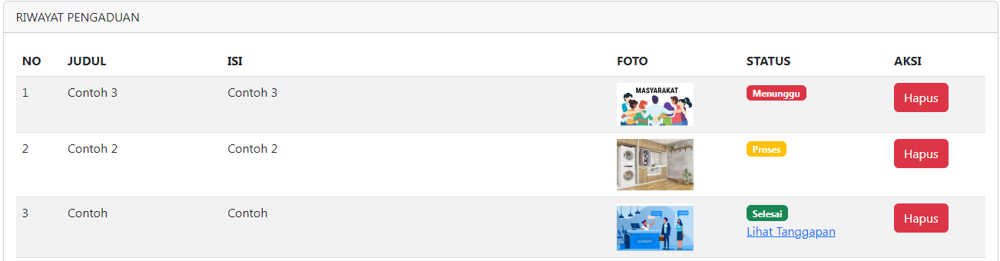 RIWAYAT PENGADUAN
NO JUDUL ISI FOTO STATUS AKSI
1 Contoh 3 Contoh 3 MASYARAKAT Menunggu Hapus
2 Contoh 2 Contoh 2 Proses Hapus
3 Contoh Contoh LAUNDRY Selesai Hapus
Lihat Tanggapan